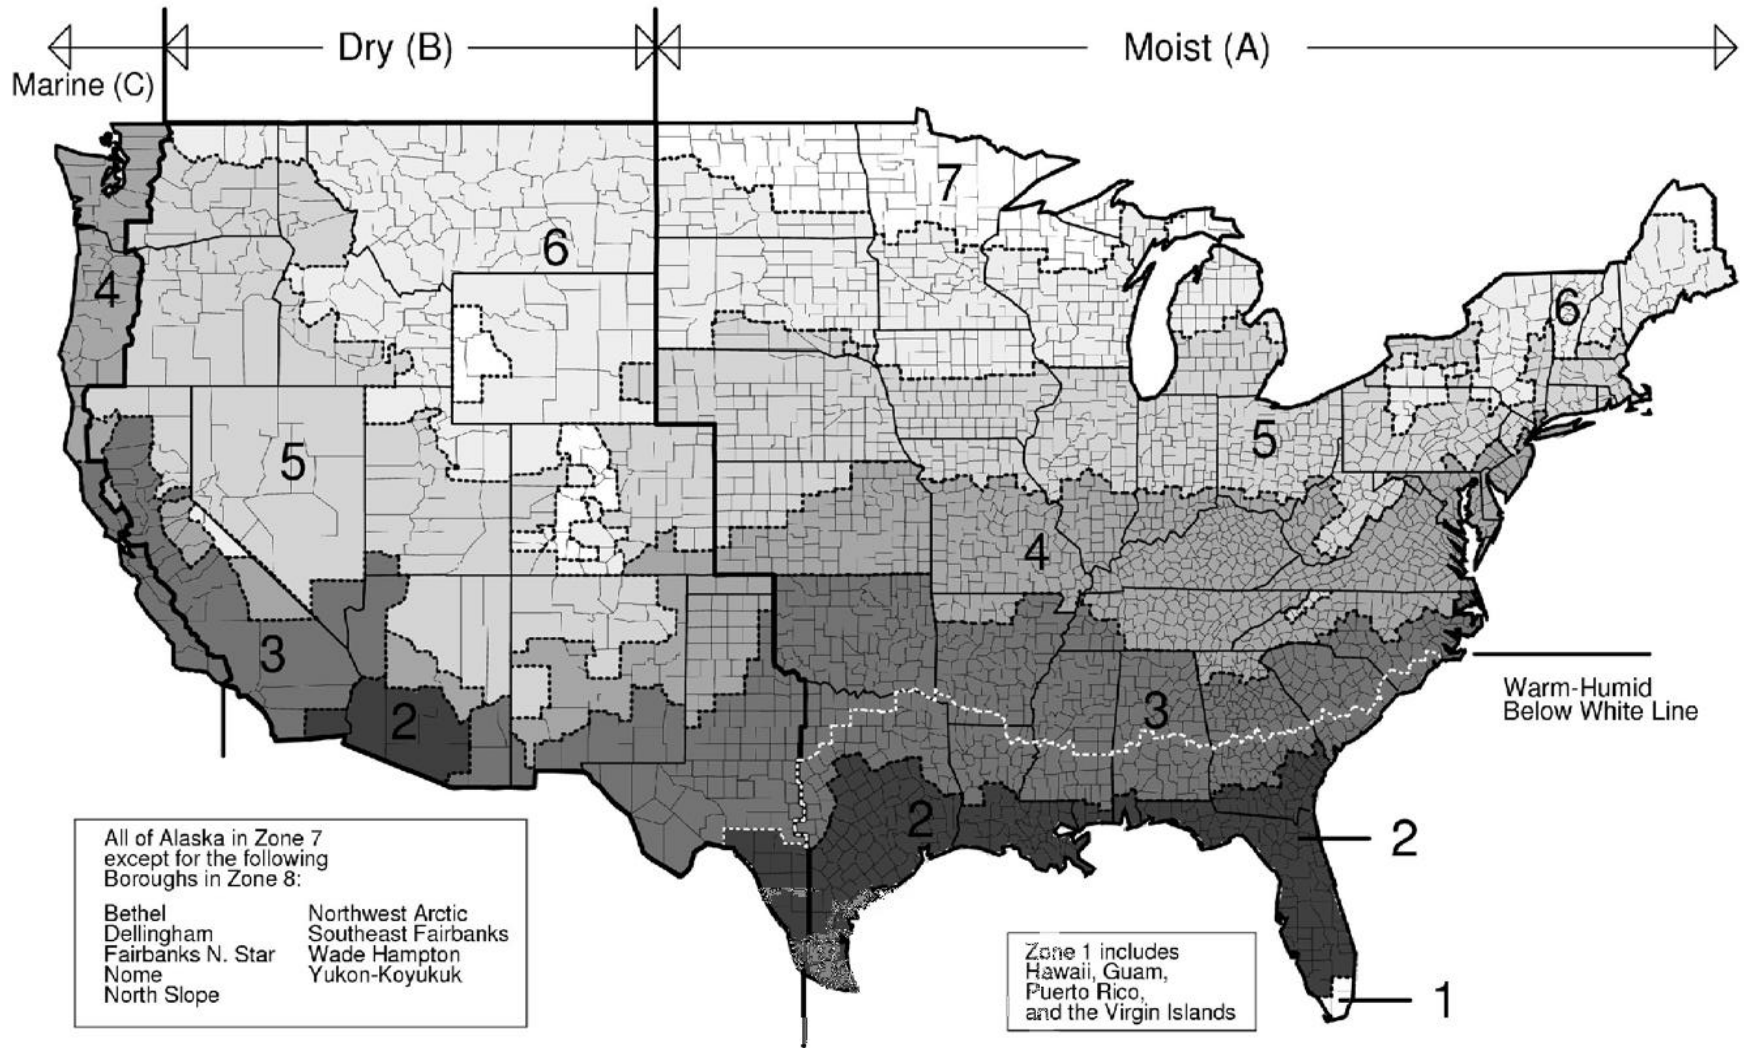 Marine (C)
Dry (B)
Moist (A)
7
6
4
6
5
5
4
3
3
2
2
Warm-Humid
Below White Line
2
1
All of Alaska in Zone 7
except for the following
Boroughs in Zone 8:
Bethel
Dellingham
Fairbanks N. Star
Nome
North Slope
Northwest Arctic
Southeast Fairbanks
Wade Hampton
Yukon-Koyukuk
Zone 1 includes
Hawaii, Guam,
Puerto Rico,
and the Virgin Islands